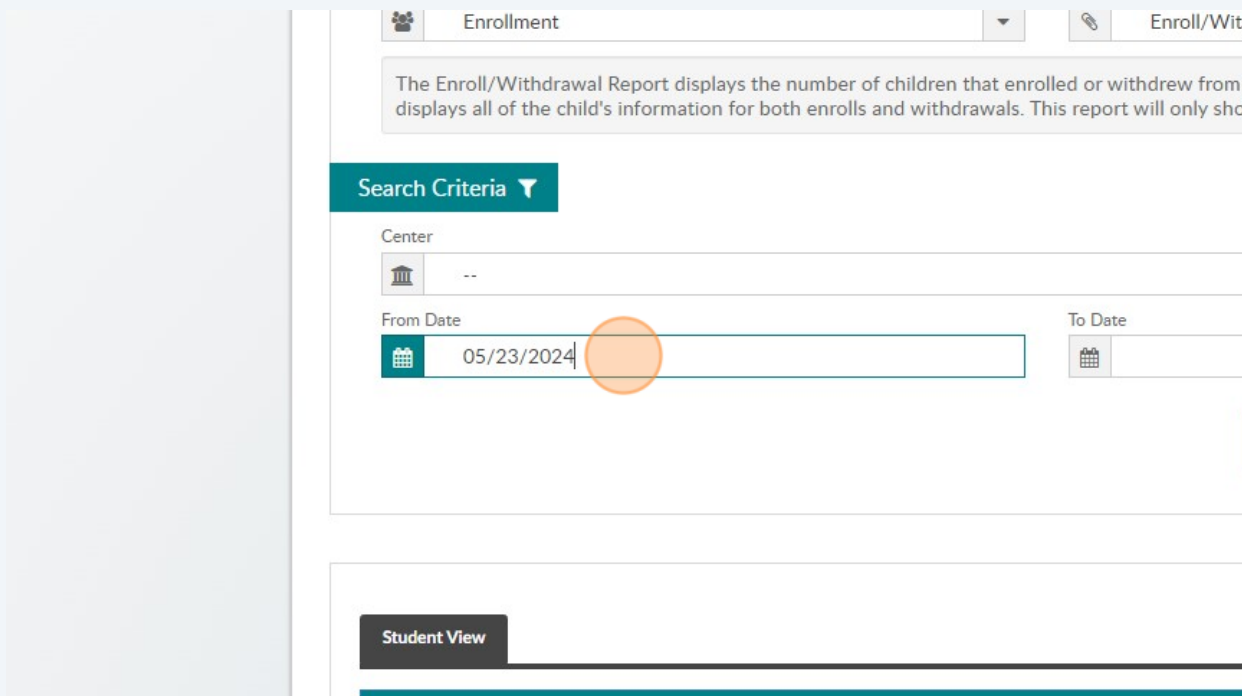 Enrollment
Enroll/Wit
The Enroll/Withdrawal Report displays the number of children that enrolled or withdrew from
displays all of the child's information for both enrolls and withdrawals. This report will only sho
Search Criteria
Center
--
From Date
To Date
05/23/2024
Student View